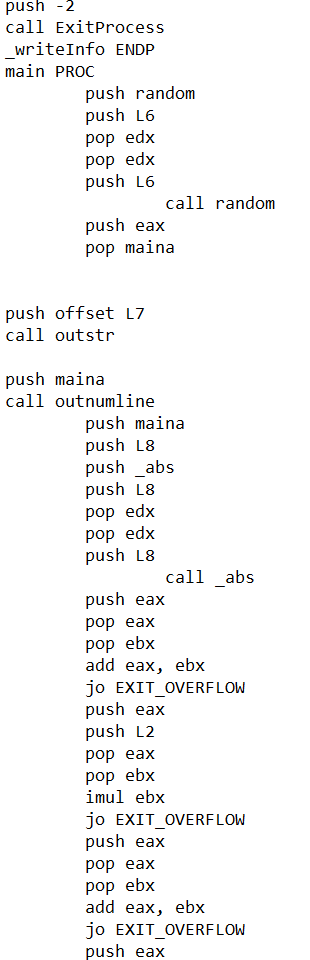 push -2
call ExitProcess
_writeInfo ENDP
main PROC
push random
push L6
pop edx
pop edx
push L6
call random
push eax
pop maina
push offset L7
call outstr
push maina
call outnumline
push maina
push L8
push _abs
push L8
pop edx
pop edx
push L8
call _abs
push eax
pop eax
pop ebx
add eax, ebx
jo EXIT_OVERFLOW
push eax
push L2
pop eax
pop ebx
imul ebx
jo EXIT_OVERFLOW
push eax
pop eax
pop ebx
add eax, ebx
jo EXIT_OVERFLOW
push eax